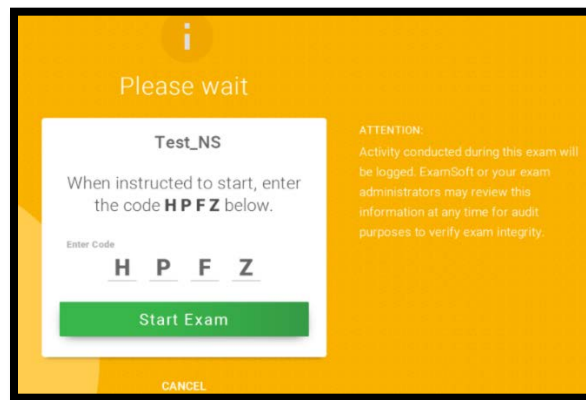 i
Please wait
Test_NS
When instructed to start, enter
the code H P F Z below.
Enter Code
H P F Z
Start Exam
CANCEL
ATTENTION:
Activity conducted during this exam will
be logged. ExamSoft or your exam
administrators may review this
information at any time for audit
purposes to verify exam integrity.